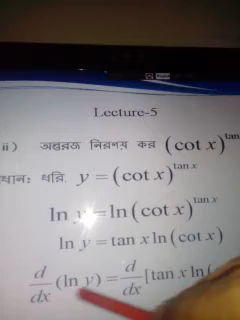 Lecture-5
ii) অন্তরজ নির্ণয় কর (cot x)^tan x
ধরি, y = (cot x)^tan x
ln y = ln (cot x)^tan x
ln y = tan x ln (cot x)
d/dx (ln y) = d/dx [tan x ln (